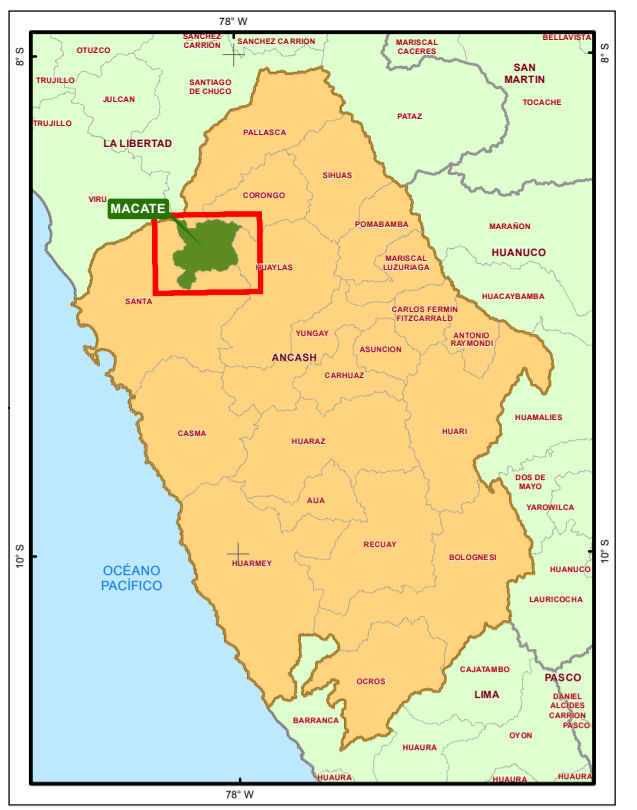 78° W
8° S
8° S
OTUZCO
SANCHEZ
CARRION
SANCHEZ CARRION
MARISCAL
CACERES
BELLAVISTA
SAN
MARTIN
TRUJILLO
JULCAN
SANTIAGO
DE CHUCO
TOCACHE
PATAZ
TRUJILLO
LA LIBERTAD
PALLASCA
SIHUAS
VIRU
CORONGO
MACATE
POMABAMBA
MARAÑON
HUANUCO
HUAYLAS
MARISCAL
LUZURIAGA
SANTA
HUACAYBAMBA
CARLOS FERMIN
FITZCARRALD
YUNGAY
ANTONIO
RAYMONDI
ASUNCION
ANCASH
CARHUAZ
HUAMALIES
CASMA
HUARAZ
HUARI
DOS DE
MAYO
AIJA
YAROWILCA
RECUAY
10° S
10° S
HUARMEY
BOLOGNESI
OCÉANO
PACÍFICO
HUANUCO
LAURICOCHA
CAJATAMBO
OCROS
PASCO
LIMA
DANIEL
ALCIDES
CARRION
PASCO
BARRANCA
OYON
HUAURA
HUAURA
HUAURA
HUAURA
78° W